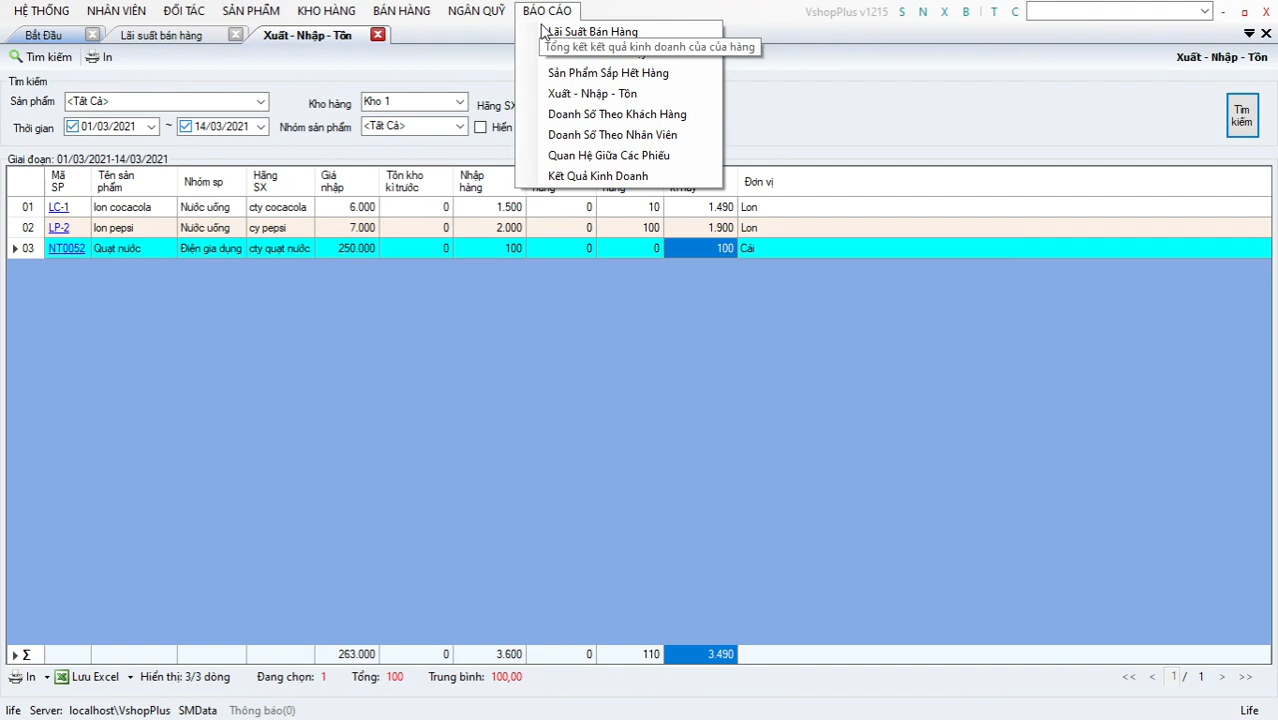 HỆ THỐNG NHÂN VIÊN ĐỐI TÁC SẢN PHẨM KHO HÀNG BÁN HÀNG NGÂN QUỸ BÁO CÁO VshopPlus v1215 S N X B T C
Bắt Đầu Lãi suất bán hàng Xuất - Nhập - Tồn
Lãi Suất Bán Hàng
Tổng kết kết quả kinh doanh của của hàng
Sản Phẩm Sắp Hết Hàng
Xuất - Nhập - Tồn
Doanh Số Theo Khách Hàng
Doanh Số Theo Nhân Viên
Quan Hệ Giữa Các Phiếu
Kết Quả Kinh Doanh
Tìm kiếm In Xuất - Nhập - Tồn
Tìm kiếm
Sản phẩm <Tất Cả> Kho hàng Kho 1 Hãng SX
Thời gian 01/03/2021 ~ 14/03/2021 Nhóm sản phẩm <Tất Cả> Hiển
Tìm kiếm
Giai đoạn: 01/03/2021-14/03/2021
Mã SP Tên sản phẩm Nhóm sp Hãng SX Giá nhập Tồn kho kì trước Nhập hàng Đơn vị
01 LC-1 lon cocacola Nước uống cty cocacola 6.000 0 1.500 0 10 1.490 Lon
02 LP-2 lon pepsi Nước uống cy pepsi 7.000 0 2.000 0 100 1.900 Lon
03 NT0052 Quạt nước Điện gia dụng cty quạt nước 250.000 0 100 0 0 100 Cái
Σ 263.000 0 3.600 0 110 3.490
In Lưu Excel Hiển thị: 3/3 dòng Đang chọn: 1 Tổng: 100 Trung bình: 100,00 << < 1 / 1 > >>
life Server: localhost\VshopPlus SMData Thông báo(0) Life